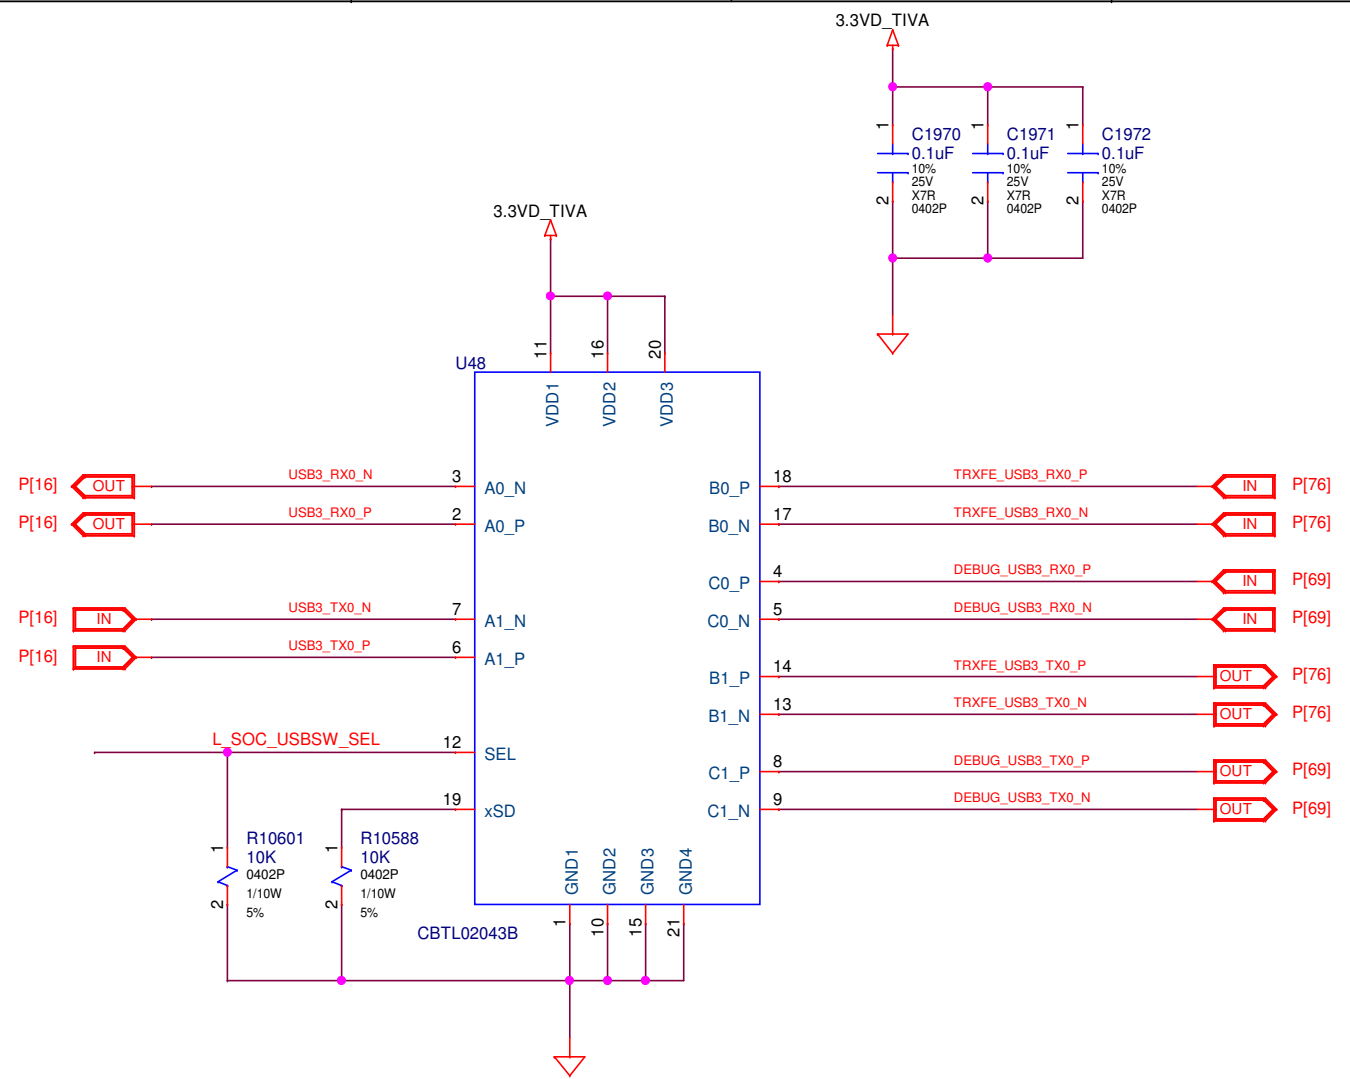 3.3VD_TIVA
1
C1970
0.1uF
10%
25V
X7R
0402P
2
1
C1971
0.1uF
10%
25V
X7R
0402P
2
1
C1972
0.1uF
10%
25V
X7R
0402P
2
3.3VD_TIVA
11
16
20
U48
VDD1
VDD2
VDD3
P[16] OUT USB3_RX0_N 3 A0_N
P[16] OUT USB3_RX0_P 2 A0_P
P[16] IN USB3_TX0_N 7 A1_N
P[16] IN USB3_TX0_P 6 A1_P
L_SOC_USBSW_SEL 12 SEL
19 xSD
B0_P 18 TRXFE_USB3_RX0_P IN P[76]
B0_N 17 TRXFE_USB3_RX0_N IN P[76]
C0_P 4 DEBUG_USB3_RX0_P IN P[69]
C0_N 5 DEBUG_USB3_RX0_N IN P[69]
B1_P 14 TRXFE_USB3_TX0_P OUT P[76]
B1_N 13 TRXFE_USB3_TX0_N OUT P[76]
C1_P 8 DEBUG_USB3_TX0_P OUT P[69]
C1_N 9 DEBUG_USB3_TX0_N OUT P[69]
1
R10601
10K
0402P
1/10W
5%
2
1
R10588
10K
0402P
1/10W
5%
2
GND1
GND2
GND3
GND4
1
10
15
21
CBTL02043B